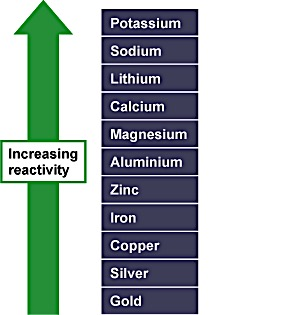 Potassium
Sodium
Lithium
Calcium
Magnesium
Increasing
reactivity
Aluminium
Zinc
Iron
Copper
Silver
Gold